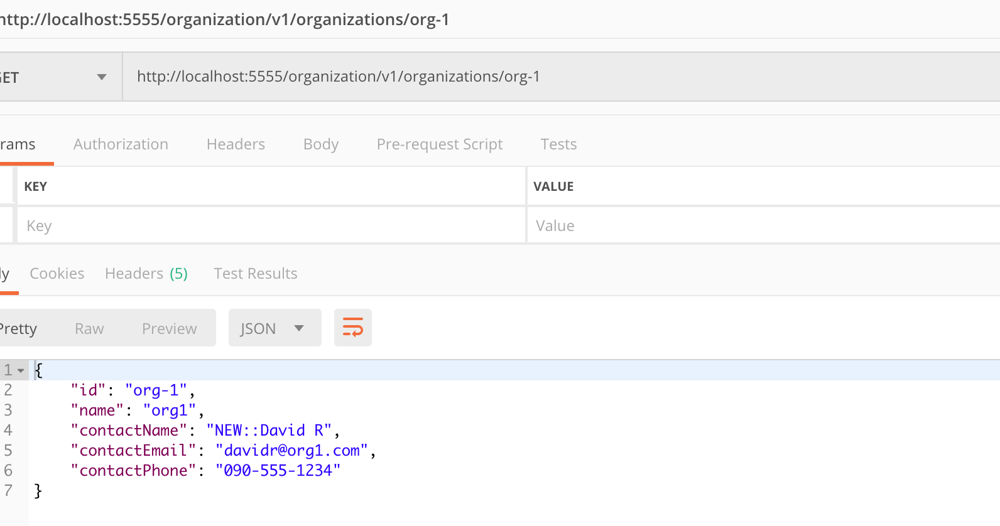 http://localhost:5555/organization/v1/organizations/org-1
GET http://localhost:5555/organization/v1/organizations/org-1
rams Authorization Headers Body Pre-request Script Tests
KEY VALUE
Key Value
ly Cookies Headers (5) Test Results
Pretty Raw Preview JSON
1 {
2 "id": "org-1",
3 "name": "org1",
4 "contactName": "NEW::David R",
5 "contactEmail": "davidr@org1.com",
6 "contactPhone": "090-555-1234"
7 }